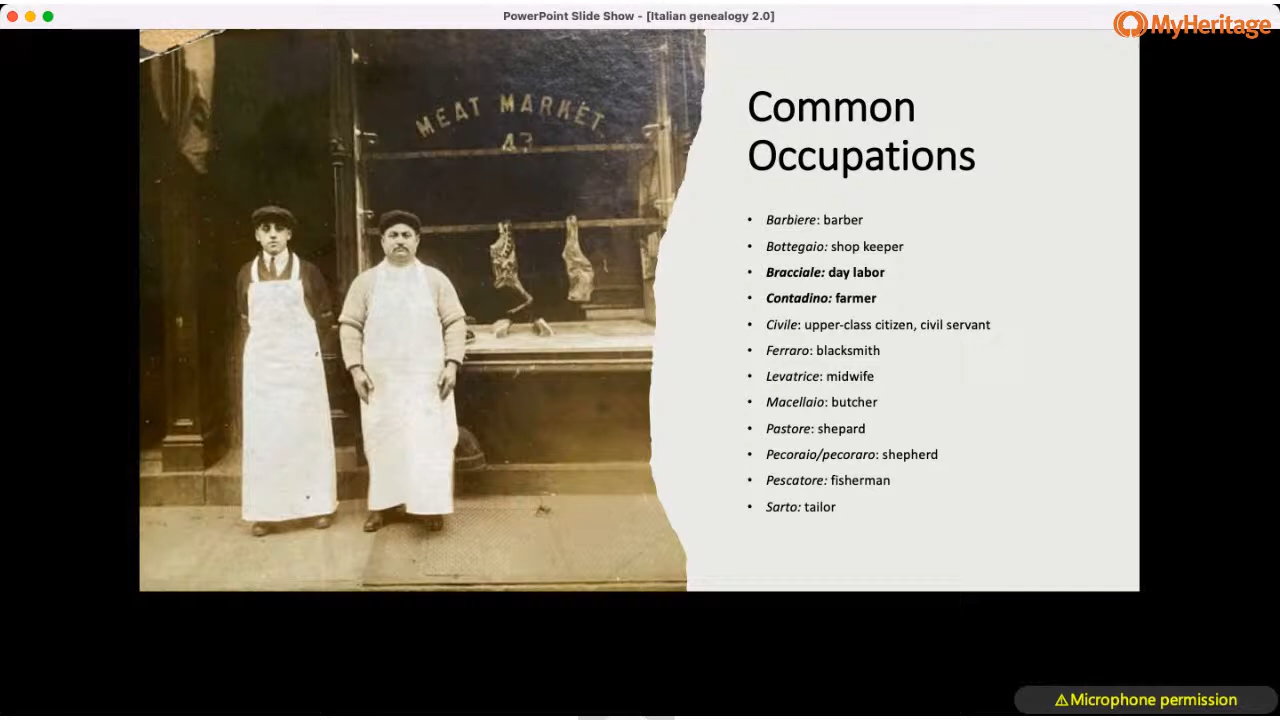 PowerPoint Slide Show - [Italian genealogy 2.0]
MyHeritage
MEAT MARKET
43
Common
Occupations
• Barbiere: barber
• Bottegaio: shop keeper
• Bracciale: day labor
• Contadino: farmer
• Civile: upper-class citizen, civil servant
• Ferraro: blacksmith
• Levatrice: midwife
• Macellaio: butcher
• Pastore: shepard
• Pecoraio/pecoraro: shepherd
• Pescatore: fisherman
• Sarto: tailor
⚠Microphone permission